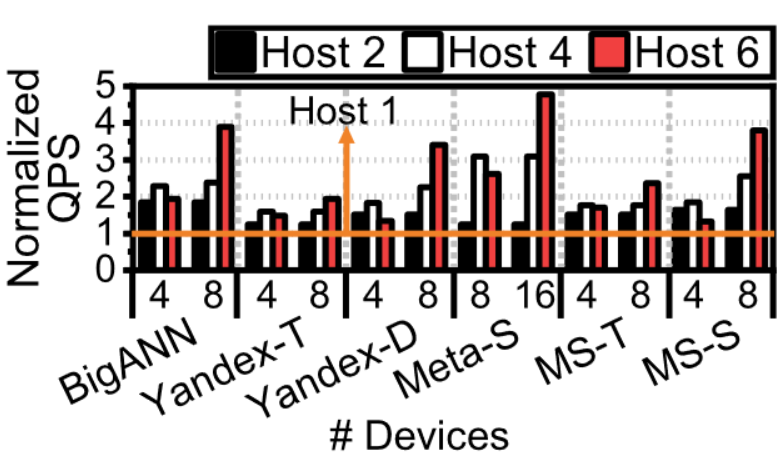 Host 2 Host 4 Host 6
Normalized
QPS
5
4
3
2
1
0
Host 1
4 8 4 8 4 8 8 16 4 8 4 8
BigANN Yandex-T Yandex-D Meta-S MS-T MS-S
# Devices